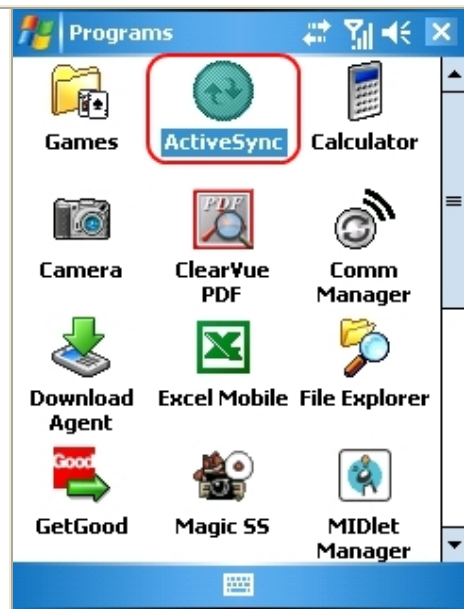 Programs
Games
ActiveSync
Calculator
PDF
Camera
ClearVue
PDF
Comm
Manager
Download
Agent
Excel Mobile
File Explorer
Good
GetGood
Magic SS
MIDlet
Manager